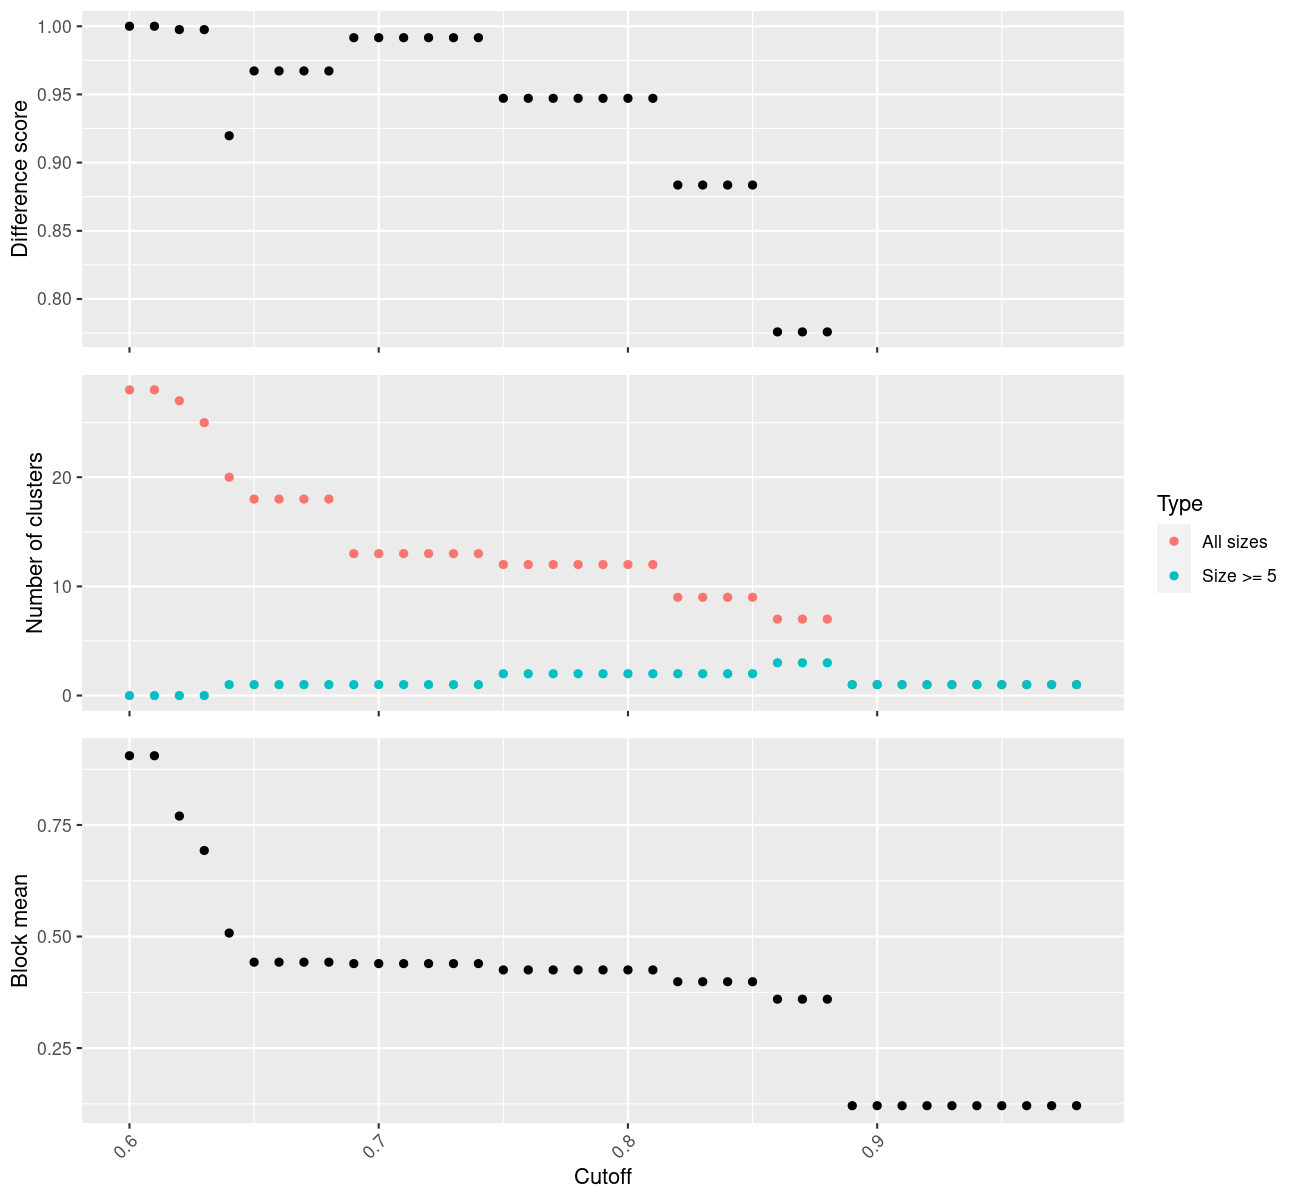 1.00
0.95
0.90
0.85
0.80
Difference score
20
10
0
Number of clusters
Type
All sizes
Size >= 5
0.75
0.50
0.25
Block mean
0.6
0.7
0.8
0.9
Cutoff